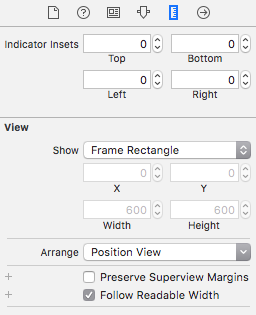 Indicator Insets 0 0
Top Bottom
0 0
Left Right
View
Show Frame Rectangle
0 0
X Y
600 600
Width Height
Arrange Position View
+ Preserve Superview Margins
+ Follow Readable Width